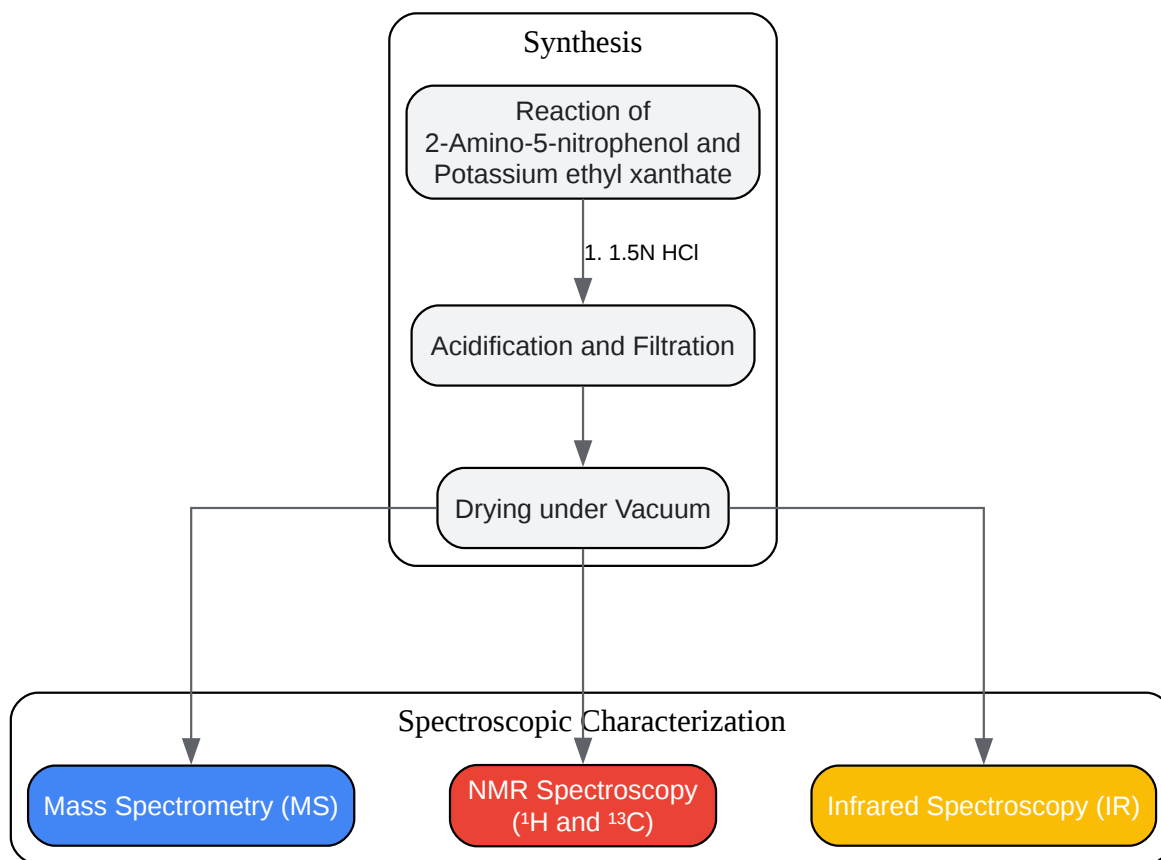 Synthesis
Reaction of
2-Amino-5-nitrophenol and
Potassium ethyl xanthate
1. 1.5N HCl
Acidification and Filtration
Drying under Vacuum
Spectroscopic Characterization
Mass Spectrometry (MS)
NMR Spectroscopy
(¹H and ¹³C)
Infrared Spectroscopy (IR)